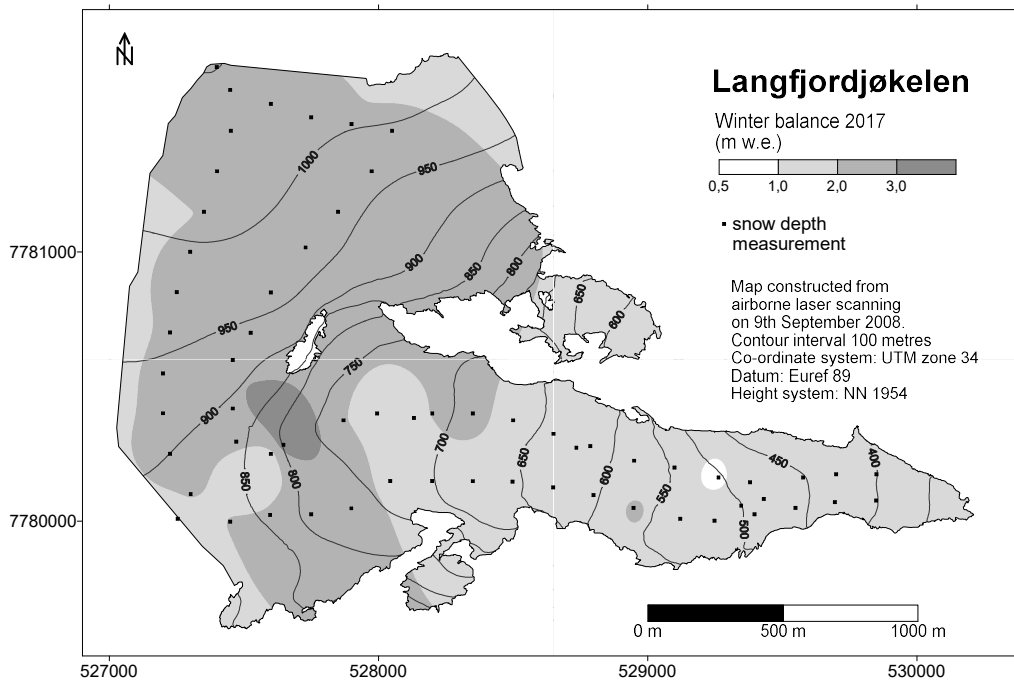 N
Langfjordjøkelen
Winter balance 2017
(m w.e.)
0,5 1,0 2,0 3,0
snow depth
measurement
Map constructed from
airborne laser scanning
on 9th September 2008.
Contour interval 100 metres
Co-ordinate system: UTM zone 34
Datum: Euref 89
Height system: NN 1954
1000
950
900
850
800
650
600
950
750
900
850
800
700
650
600
550
500
450
400
7781000
7780000
0 m 500 m 1000 m
527000 528000 529000 530000